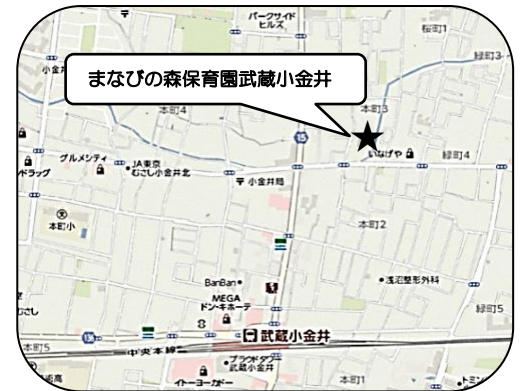 パークサイド
ヒルズ
桜町1
緑町3
小金
まなびの森保育園武蔵小金井
本町4
本町3
15
いなげや
緑町4
グルメシティ
JA東京
むさし小金井北
ドラッグ
小金井局
本町小
本町2
BanBan
浅沼整形外科
MEGA
ドン・キホーテ
むさし
緑町5
武蔵小金井
本町5
中央本線
プラウドタワー
武蔵小金井
イトーヨーカドー
本町1